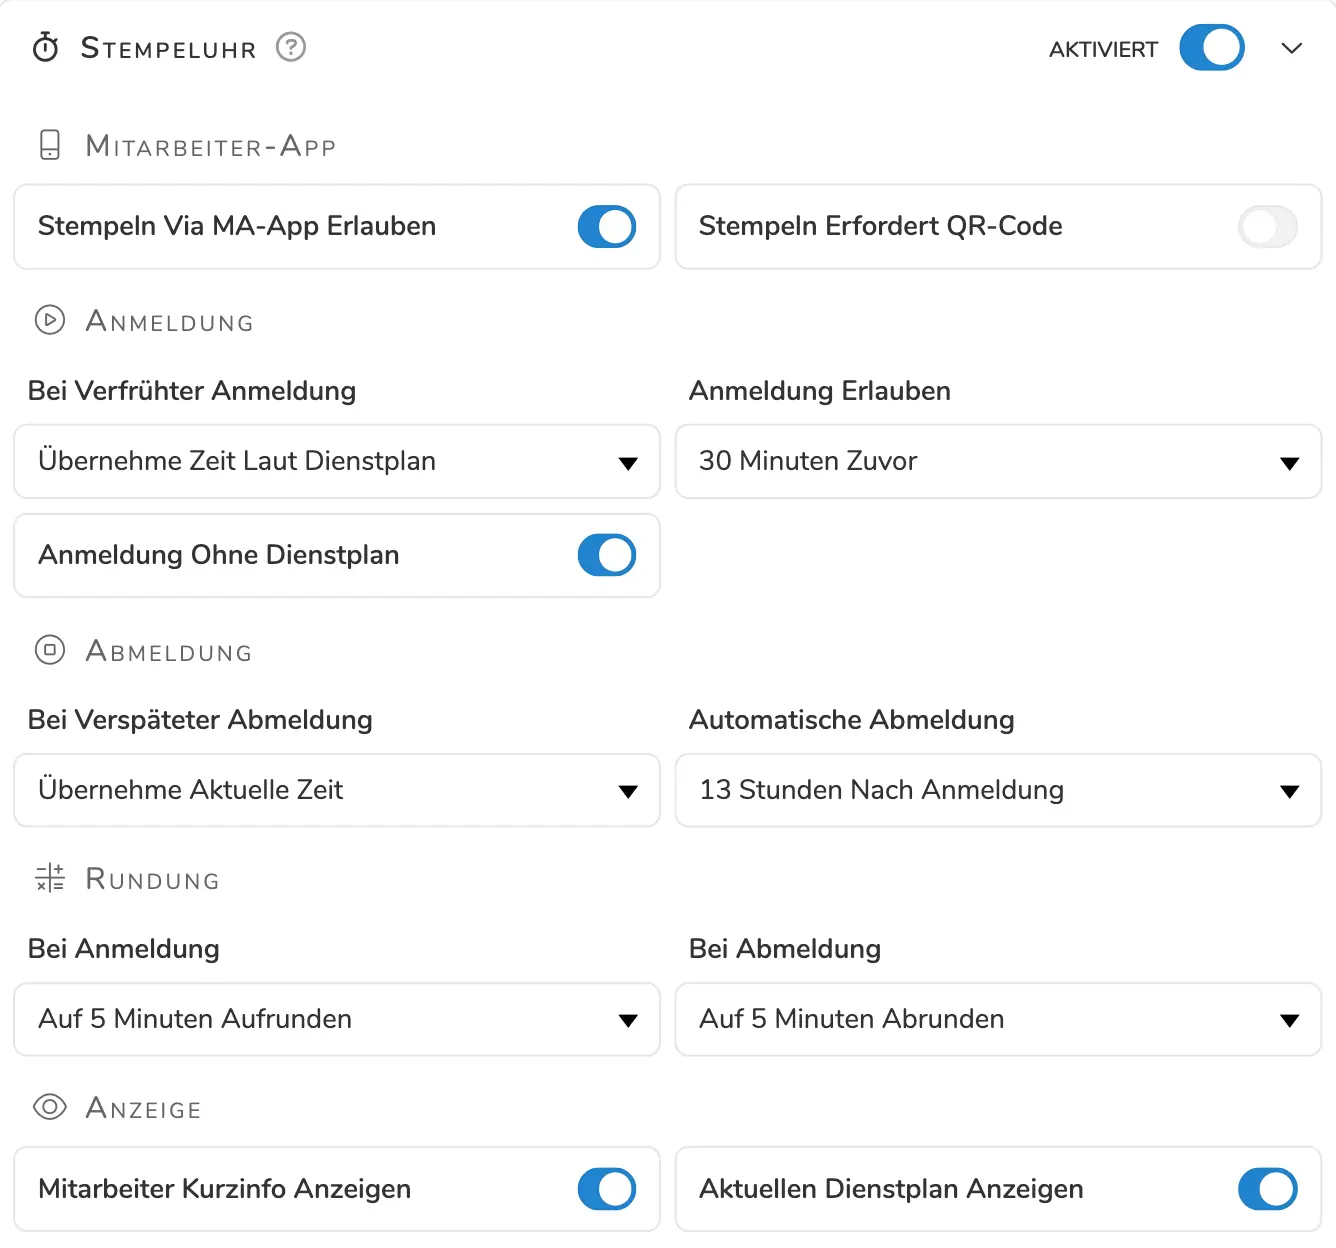 Stempeluhr ? AKTIVIERT
Mitarbeiter-App
Stempeln Via MA-App Erlauben
Stempeln Erfordert QR-Code
Anmeldung
Bei Verfrühter Anmeldung
Anmeldung Erlauben
Übernehme Zeit Laut Dienstplan
30 Minuten Zuvor
Anmeldung Ohne Dienstplan
Abmeldung
Bei Verspäteter Abmeldung
Automatische Abmeldung
Übernehme Aktuelle Zeit
13 Stunden Nach Anmeldung
Rundung
Bei Anmeldung
Bei Abmeldung
Auf 5 Minuten Aufrunden
Auf 5 Minuten Abrunden
Anzeige
Mitarbeiter Kurzinfo Anzeigen
Aktuellen Dienstplan Anzeigen